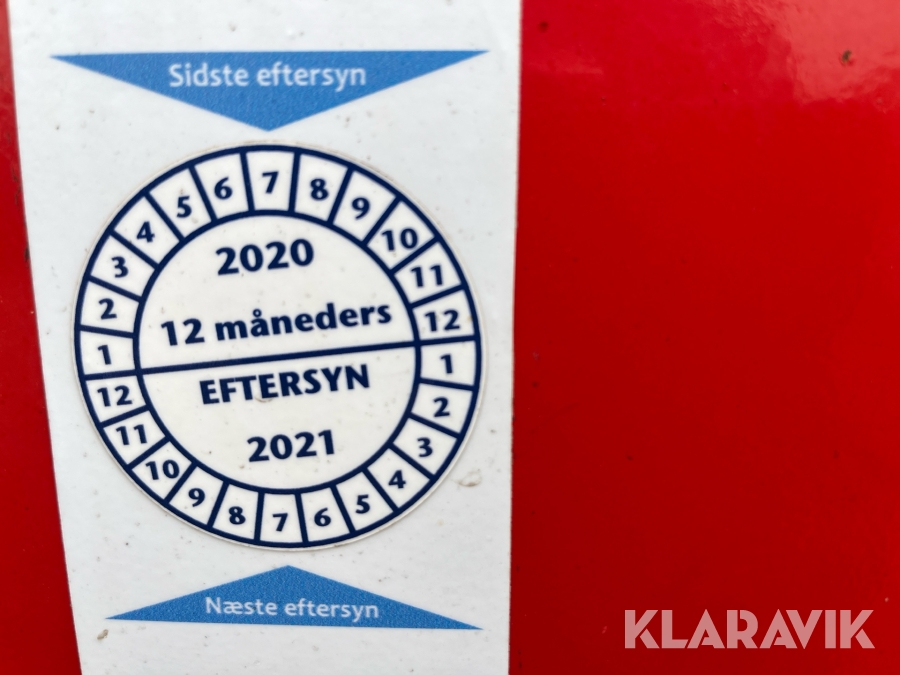 Sidste eftersyn
1 2 3 4 5 6 7 8 9 10 11 12
2020
12 måneders
EFTERSYN
2021
1 2 3 4 5 6 7 8 9 10 11 12
Næste eftersyn
KLARAVIK